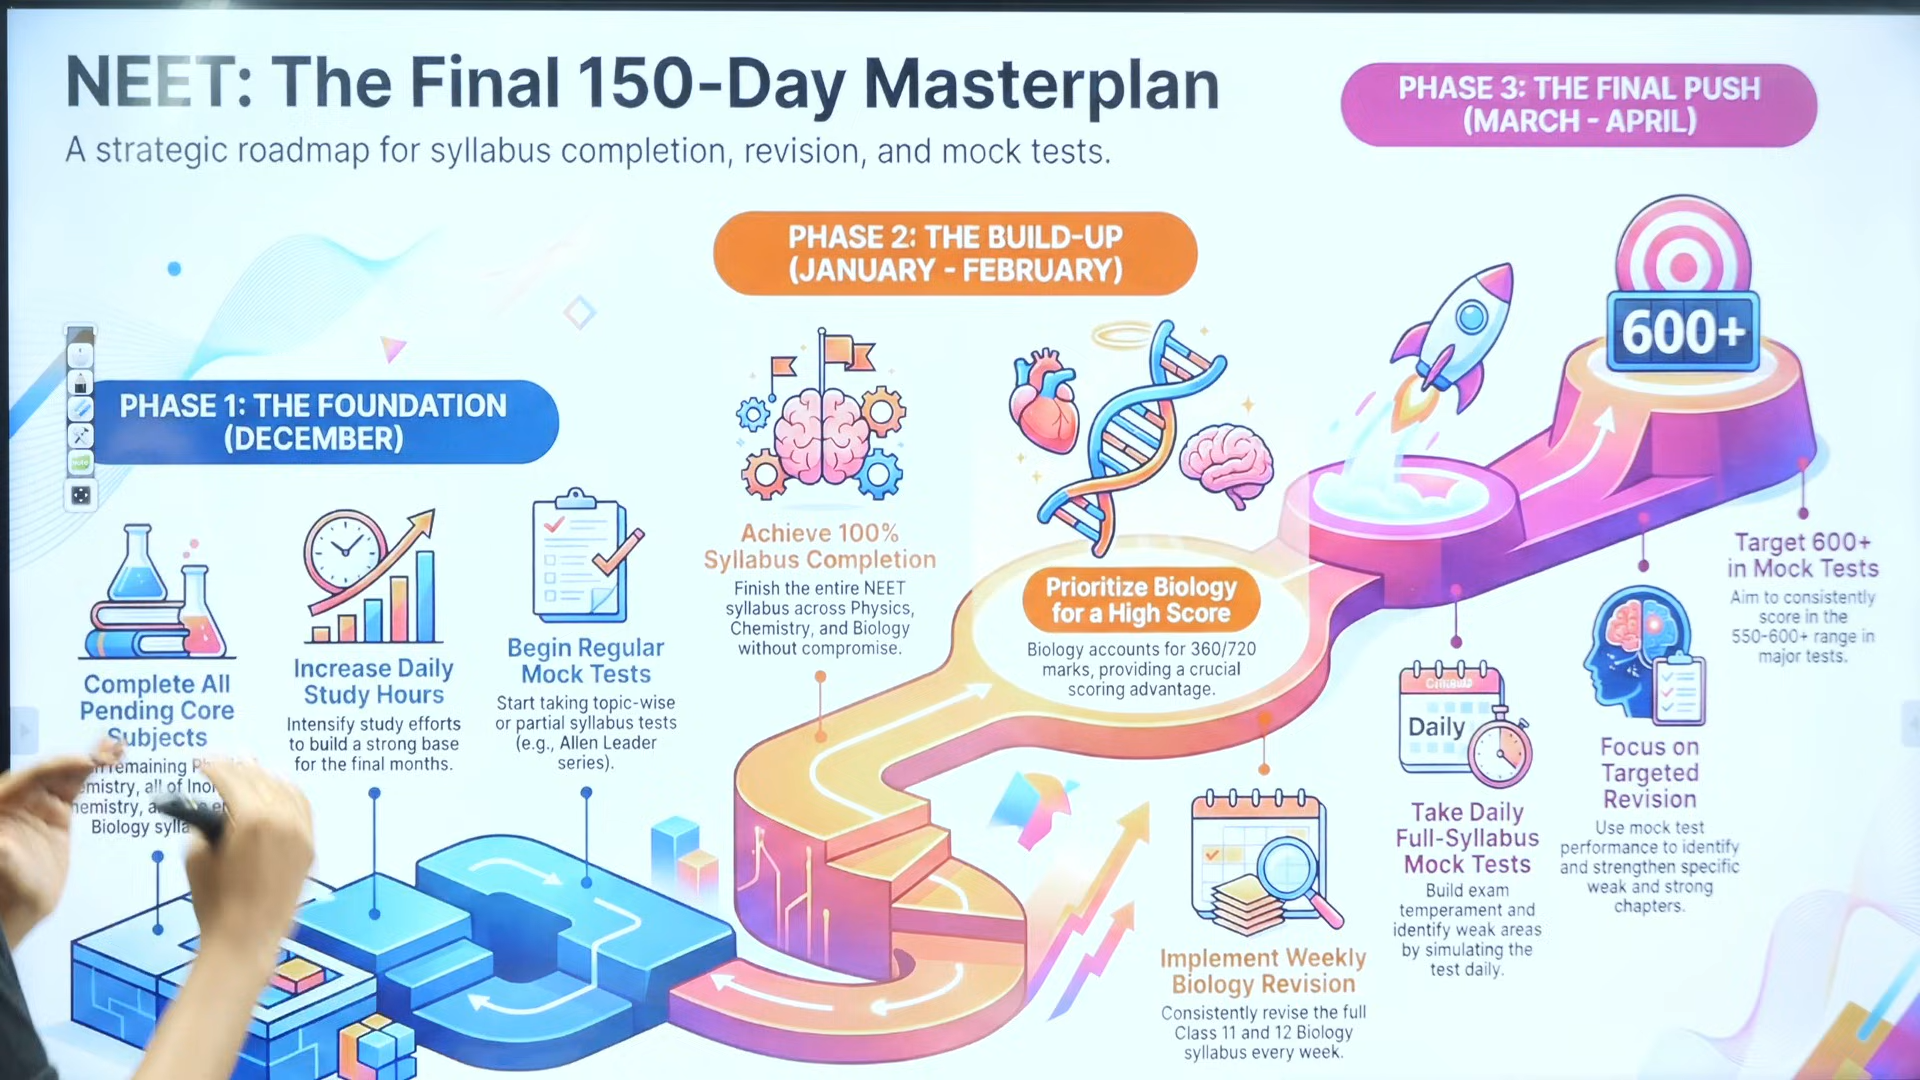 NEET: The Final 150-Day Masterplan
A strategic roadmap for syllabus completion, revision, and mock tests.
PHASE 1: THE FOUNDATION
(DECEMBER)
Complete All
Pending Core
Subjects
remaining
all of
Biology
Increase Daily
Study Hours
Intensify study efforts
to build a strong base
for the final months.
Begin Regular
Mock Tests
Start taking topic-wise
or partial syllabus tests
(e.g., Allen Leader
series).
PHASE 2: THE BUILD-UP
(JANUARY - FEBRUARY)
Achieve 100%
Syllabus Completion
Finish the entire NEET
syllabus across Physics,
Chemistry, and Biology
without compromise.
Prioritize Biology
for a High Score
Biology accounts for 360/720
marks, providing a crucial
scoring advantage.
Implement Weekly
Biology Revision
Consistently revise the full
Class 11 and 12 Biology
syllabus every week.
PHASE 3: THE FINAL PUSH
(MARCH - APRIL)
600+
Daily
Take Daily
Full-Syllabus
Mock Tests
Build exam
temperament and
identify weak areas
by simulating the
test daily.
Focus on
Targeted
Revision
Use mock test
performance to identify
and strengthen specific
weak and strong
chapters.
Target 600+
in Mock Tests
Aim to consistently
score in the
550-600+ range in
major tests.